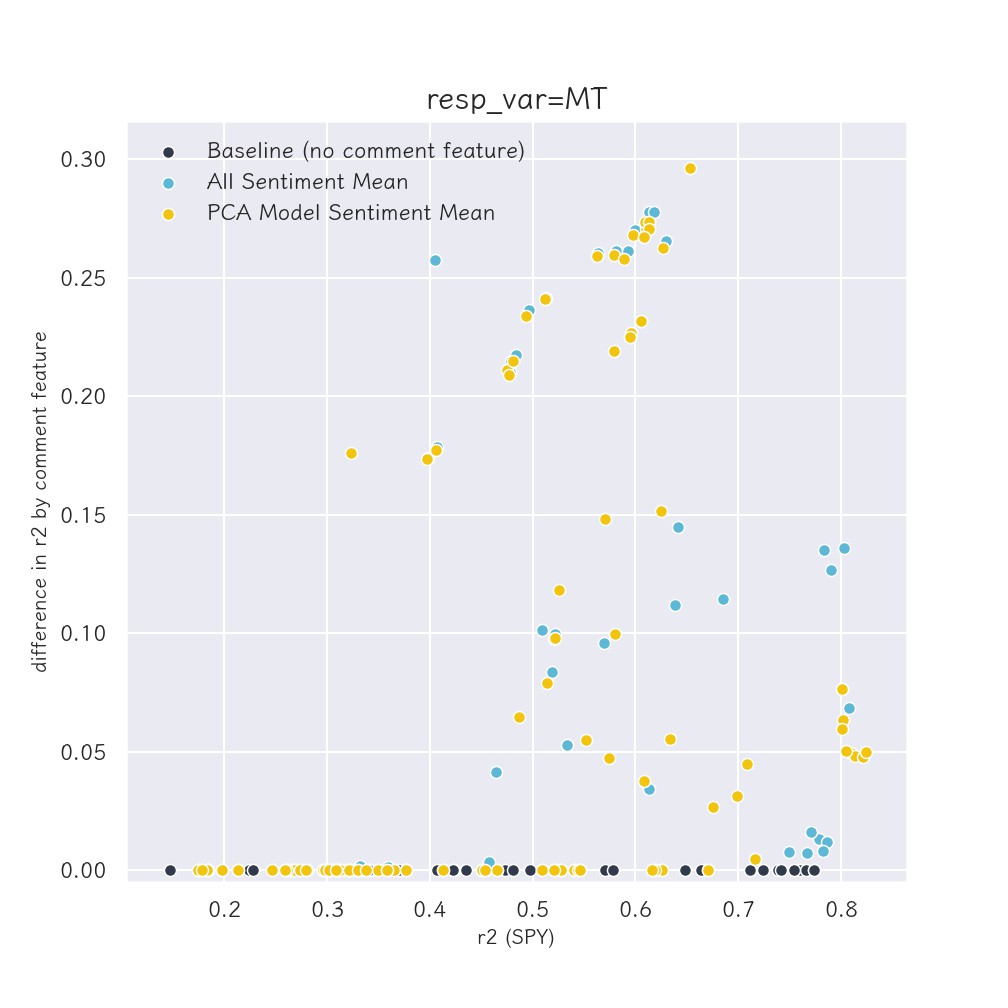 resp_var=MT
Baseline (no comment feature)
All Sentiment Mean
PCA Model Sentiment Mean
difference in r2 by comment feature
0.30
0.25
0.20
0.15
0.10
0.05
0.00
0.2 0.3 0.4 0.5 0.6 0.7 0.8
r2 (SPY)